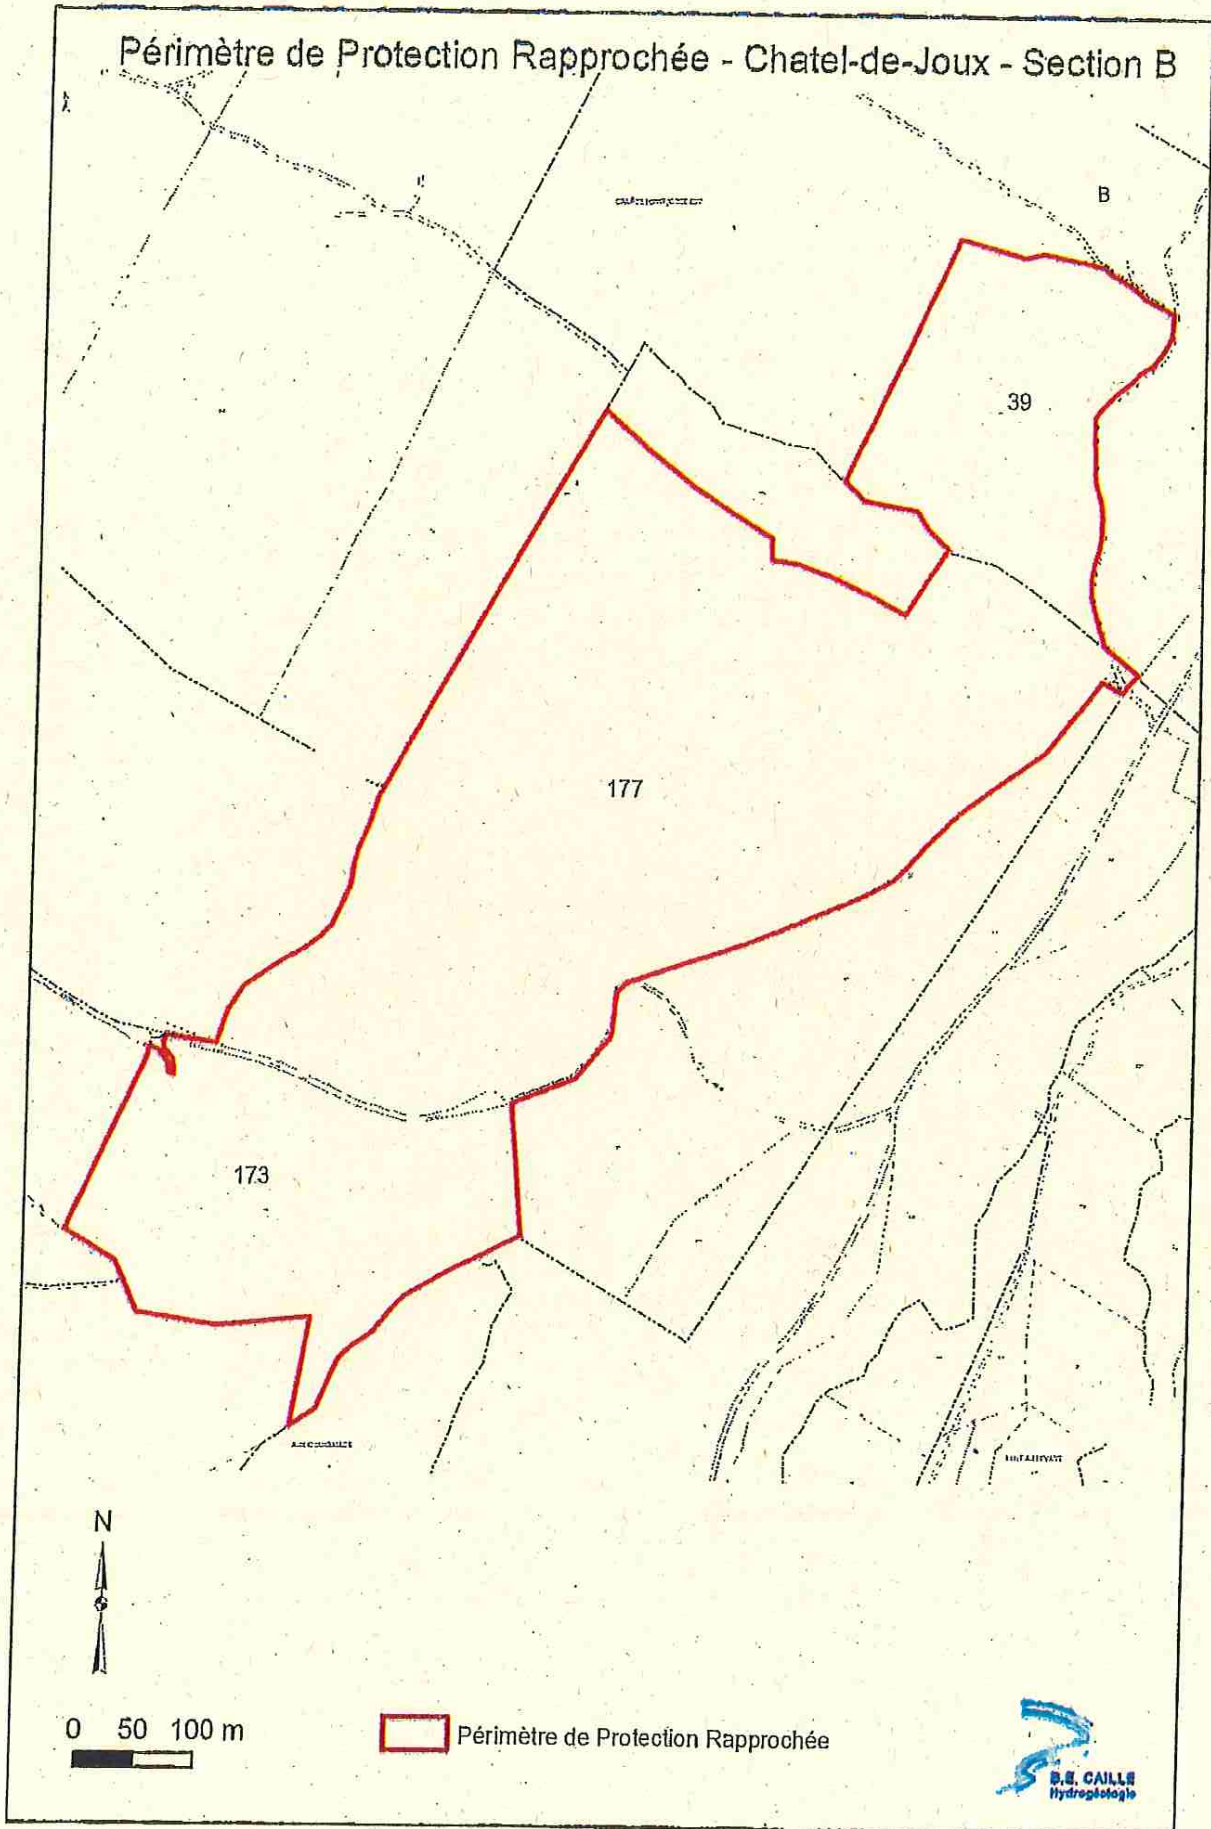 Périmètre de Protection Rapprochée - Chatel-de-Joux - Section B
B
39
177
173
N
0 50 100 m
Périmètre de Protection Rapprochée
B.E. CAILLE
Hydrogéologie